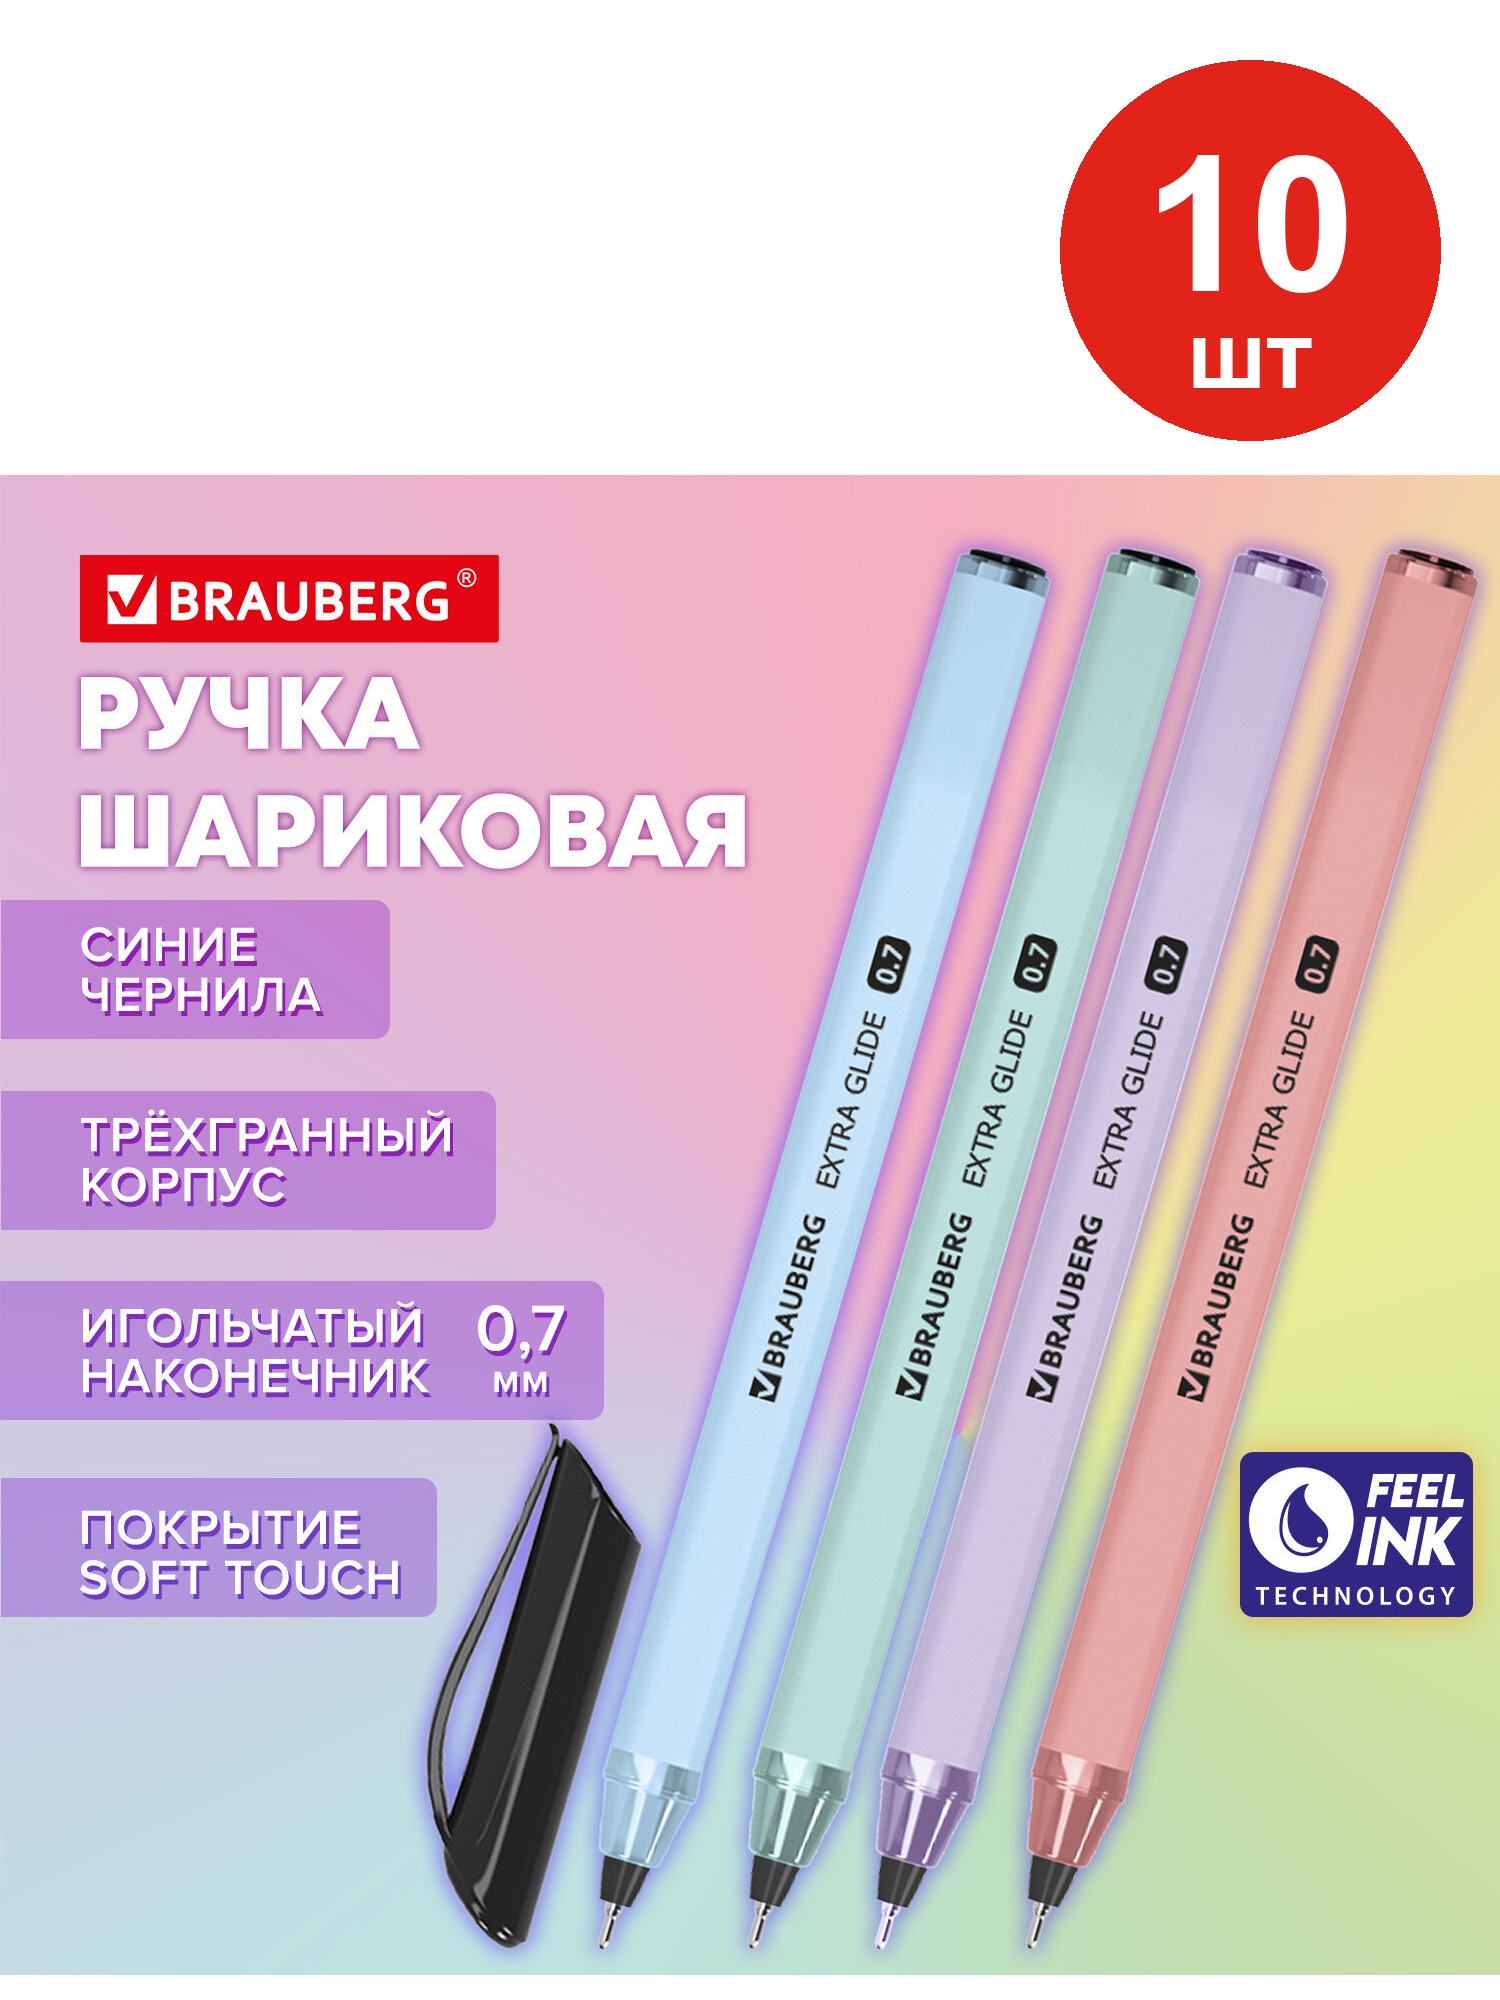 10
шт
BRAUBERG®
РУЧКА
ШАРИКОВАЯ
СИНИЕ
ЧЕРНИЛА
ТРЁХГРАННЫЙ
КОРПУС
ИГОЛЬЧАТЫЙ
НАКОНЕЧНИК
0,7
мм
ПОКРЫТИЕ
SOFT TOUCH
BRAUBERG EXTRA GLIDE 0.7
BRAUBERG EXTRA GLIDE 0.7
BRAUBERG EXTRA GLIDE 0.7
BRAUBERG EXTRA GLIDE 0.7
FEEL
INK
TECHNOLOGY